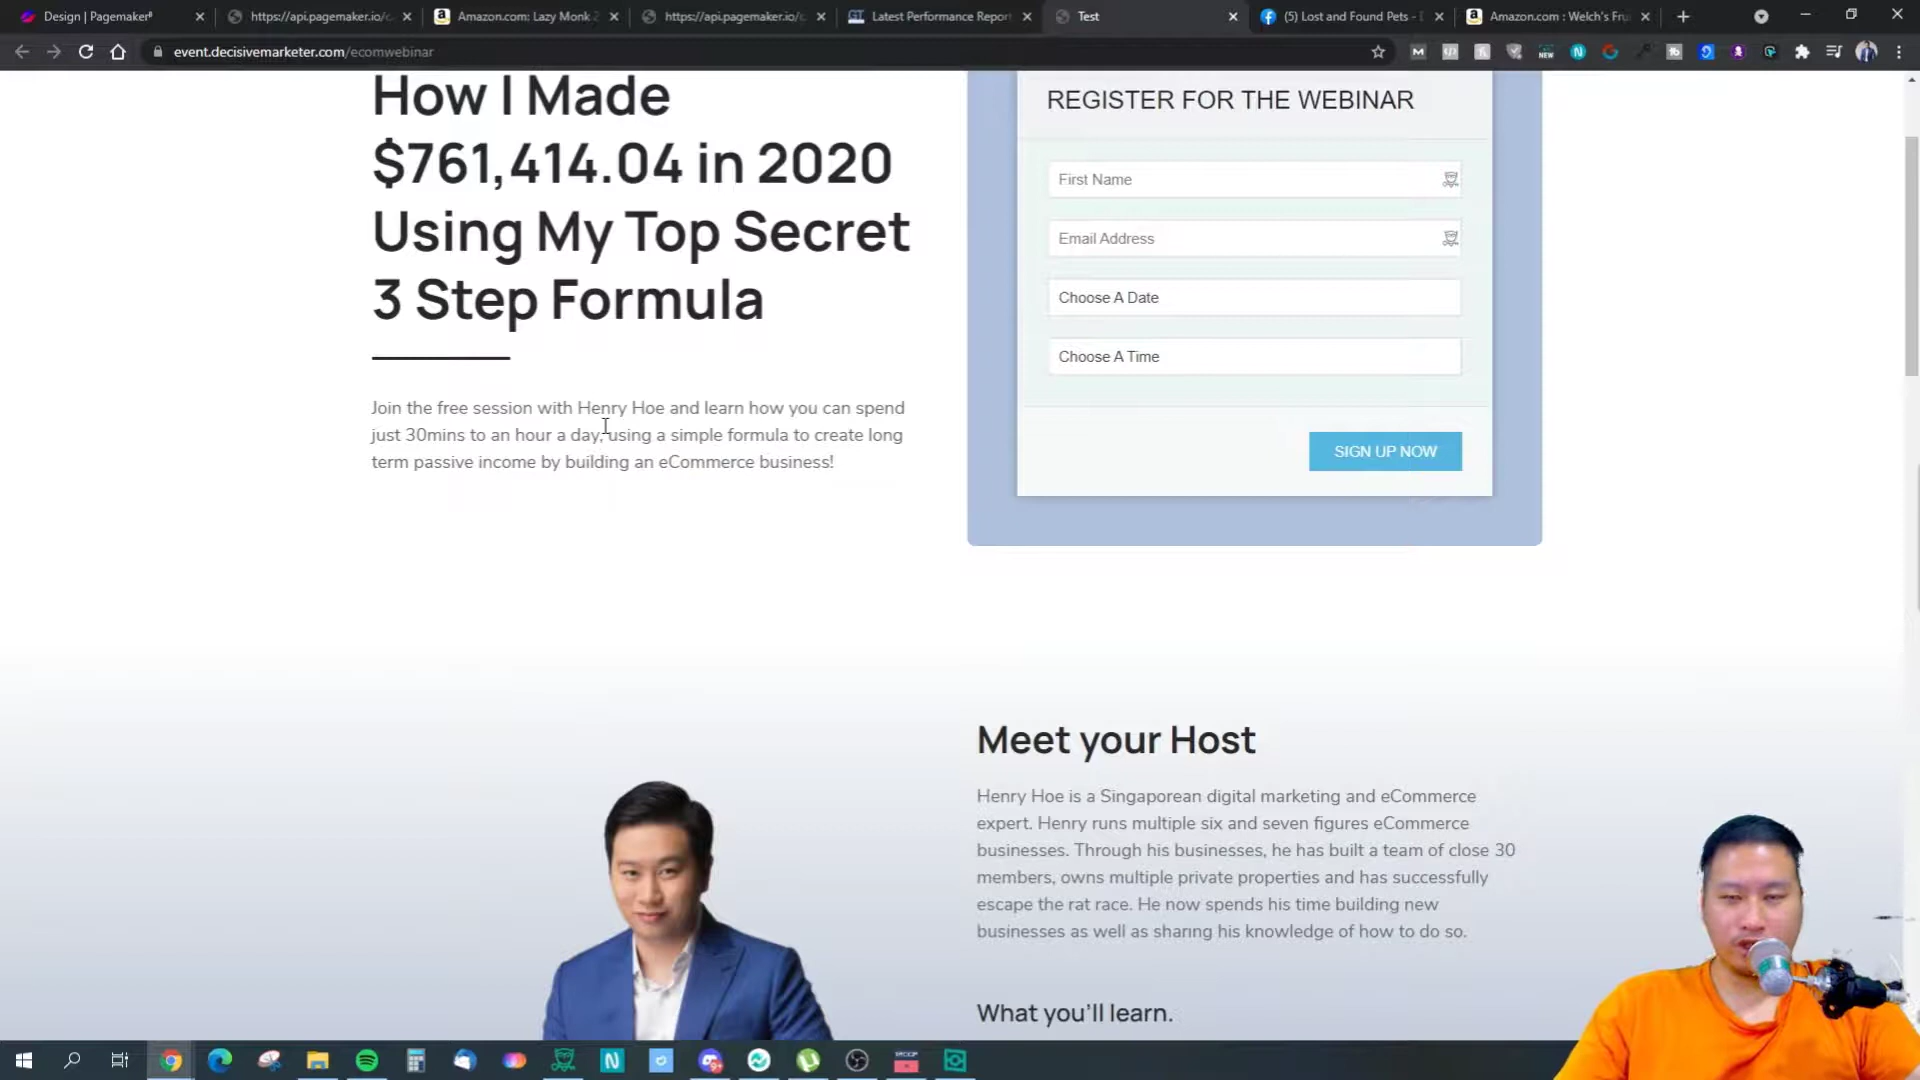 Design | Pagemaker®
https://api.pagemaker.io/c
Amazon.com: Lazy Monk
https://api.pagemaker.io/c
Latest Performance Report
Test
(5) Lost and Found Pets -
Amazon.com : Welch's Fru
event.decisivemarketer.com/ecomwebinar
How I Made
$761,414.04 in 2020
Using My Top Secret
3 Step Formula
Join the free session with Henry Hoe and learn how you can spend
just 30mins to an hour a day, using a simple formula to create long
term passive income by building an eCommerce business!
REGISTER FOR THE WEBINAR
First Name
Email Address
Choose A Date
Choose A Time
SIGN UP NOW
Meet your Host
Henry Hoe is a Singaporean digital marketing and eCommerce
expert. Henry runs multiple six and seven figures eCommerce
businesses. Through his businesses, he has built a team of close 30
members, owns multiple private properties and has successfully
escape the rat race. He now spends his time building new
businesses as well as sharing his knowledge of how to do so.
What you'll learn.